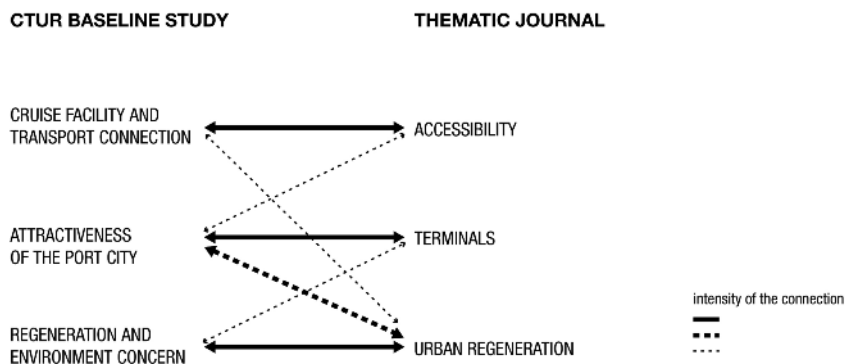 CTUR BASELINE STUDY
THEMATIC JOURNAL
CRUISE FACILITY AND
TRANSPORT CONNECTION
ACCESSIBILITY
ATTRACTIVENESS
OF THE PORT CITY
TERMINALS
REGENERATION AND
ENVIRONMENT CONCERN
URBAN REGENERATION
intensity of the connection